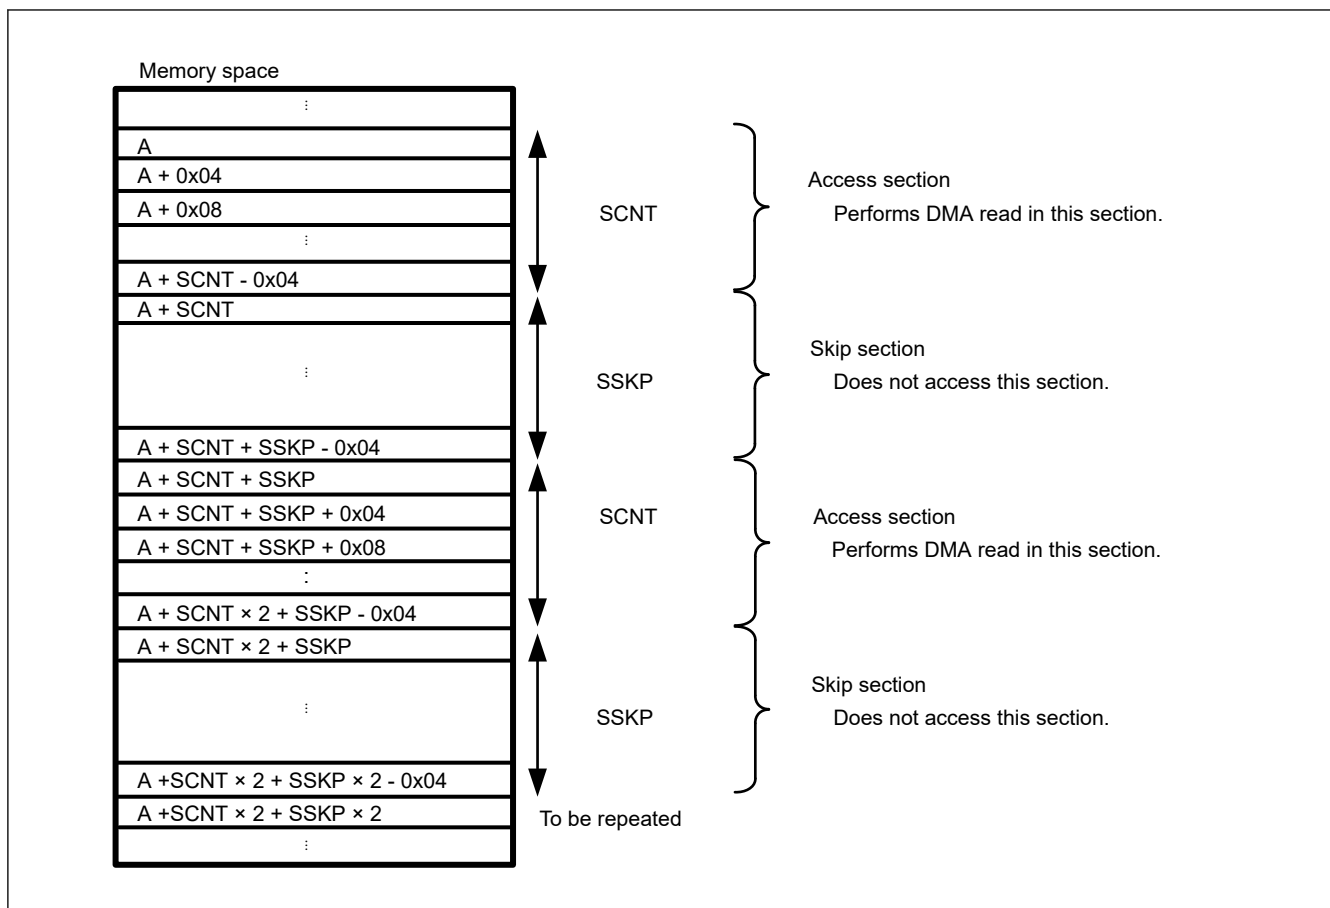 Memory space
⋮
A
A + 0x04
A + 0x08
⋮
A + SCNT - 0x04
A + SCNT
⋮
A + SCNT + SSKP - 0x04
A + SCNT + SSKP
A + SCNT + SSKP + 0x04
A + SCNT + SSKP + 0x08
:
A + SCNT × 2 + SSKP - 0x04
A + SCNT × 2 + SSKP
⋮
A +SCNT × 2 + SSKP × 2 - 0x04
A +SCNT × 2 + SSKP × 2
⋮
SCNT
SSKP
SCNT
SSKP
To be repeated
Access section
Performs DMA read in this section.
Skip section
Does not access this section.
Access section
Performs DMA read in this section.
Skip section
Does not access this section.